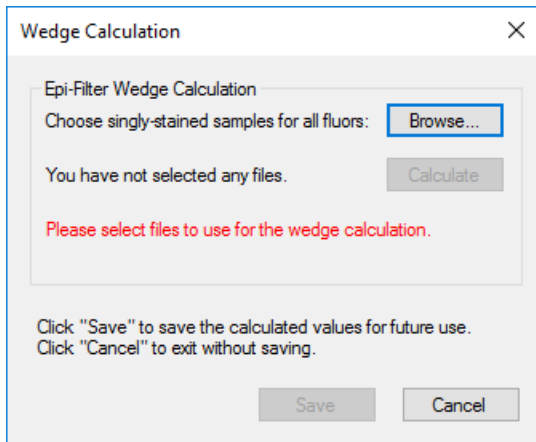 Wedge Calculation
Epi-Filter Wedge Calculation
Choose singly-stained samples for all fluors: Browse...
You have not selected any files. Calculate
Please select files to use for the wedge calculation.
Click "Save" to save the calculated values for future use.
Click "Cancel" to exit without saving.
Save Cancel